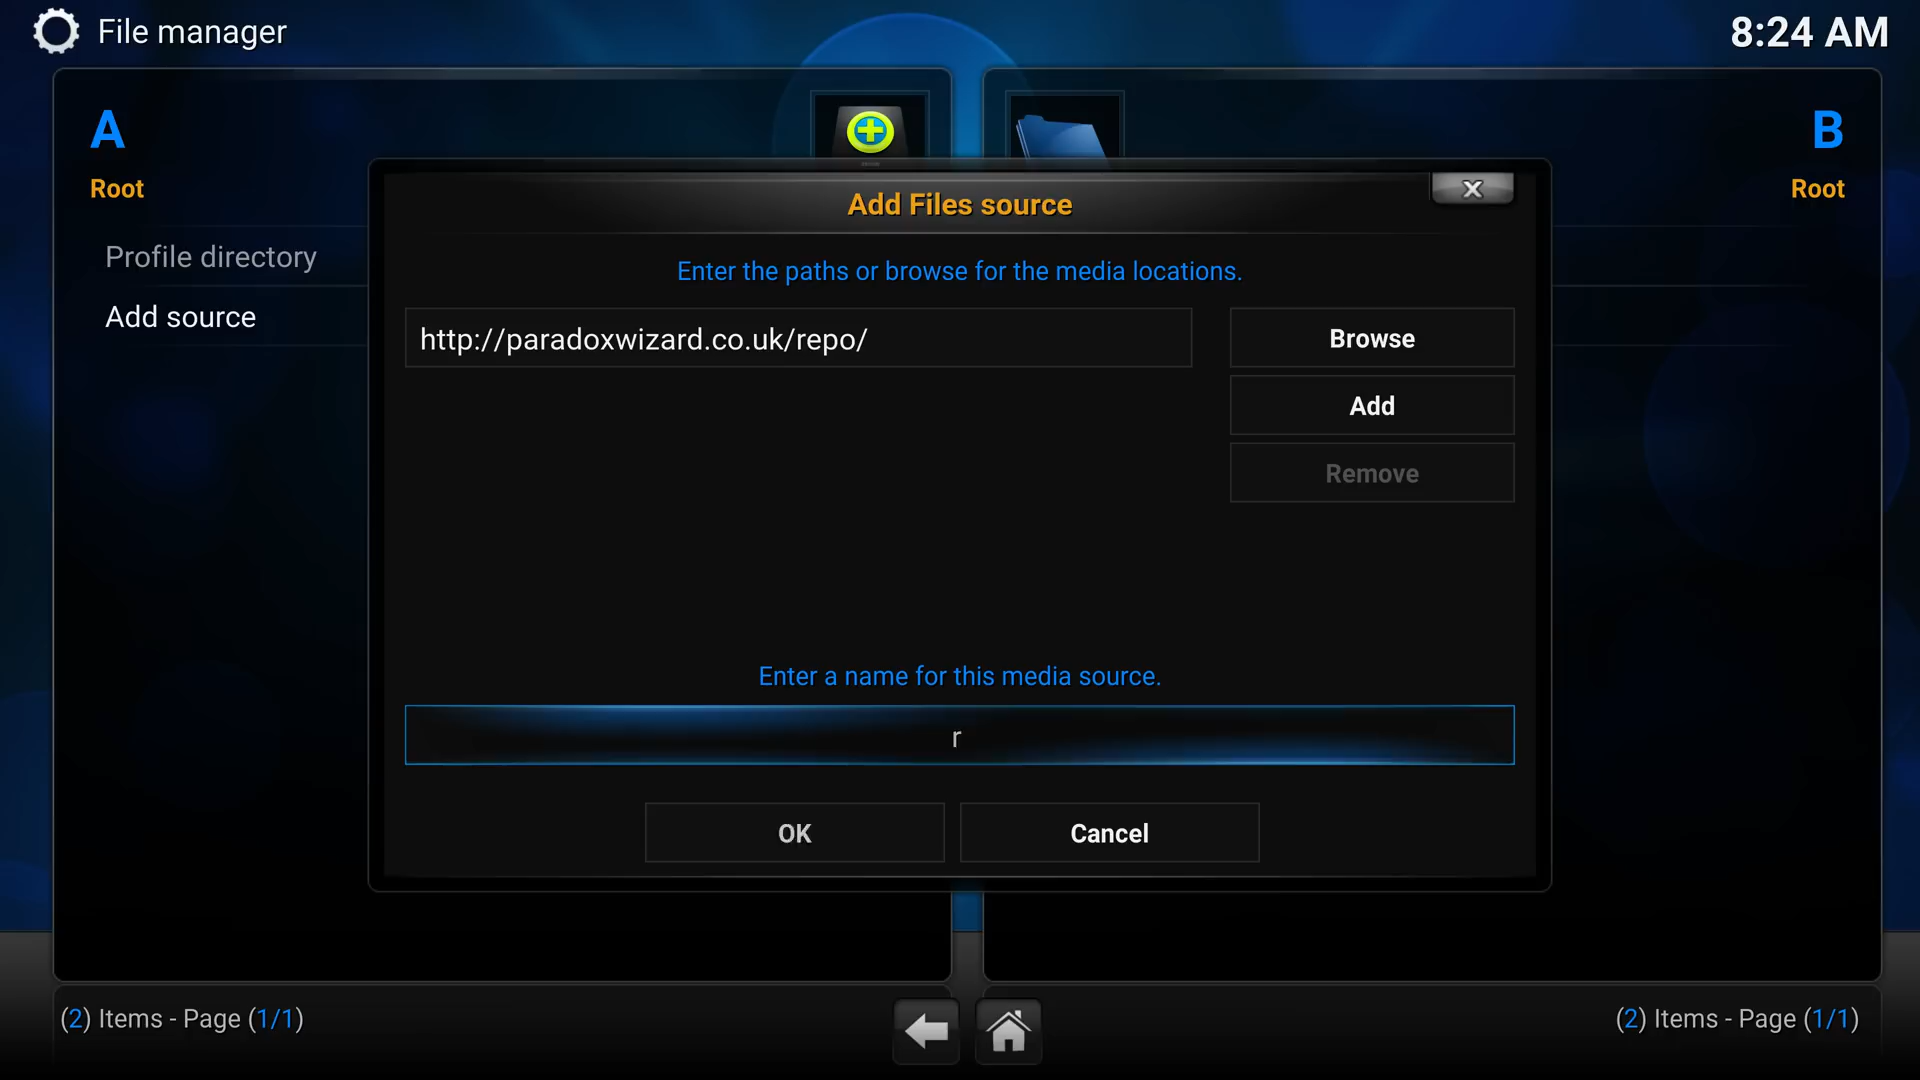 File manager
8:24 AM
A
B
Root
Root
Profile directory
Add source
Add Files source
X
Enter the paths or browse for the media locations.
http://paradoxwizard.co.uk/repo/
Browse
Add
Remove
Enter a name for this media source.
r
OK
Cancel
(2) Items - Page (1/1)
(2) Items - Page (1/1)